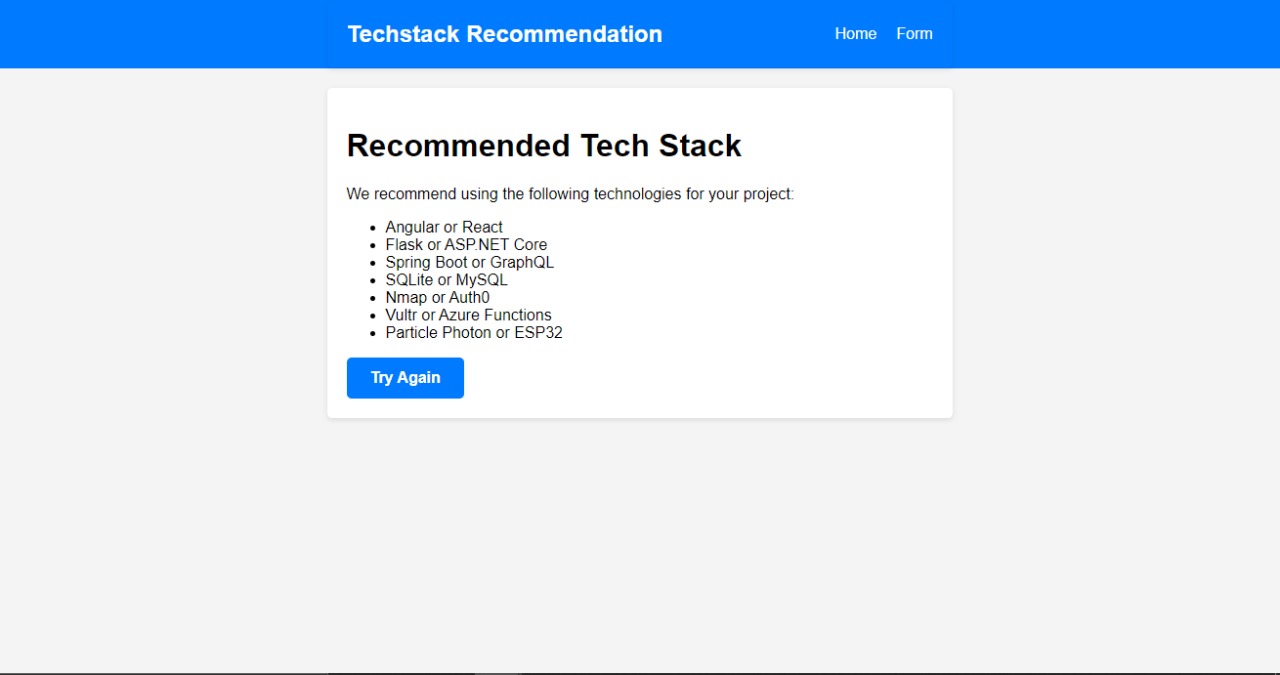 Techstack Recommendation Home Form
Recommended Tech Stack
We recommend using the following technologies for your project:
Angular or React
Flask or ASP.NET Core
Spring Boot or GraphQL
SQLite or MySQL
Nmap or Auth0
Vultr or Azure Functions
Particle Photon or ESP32
Try Again